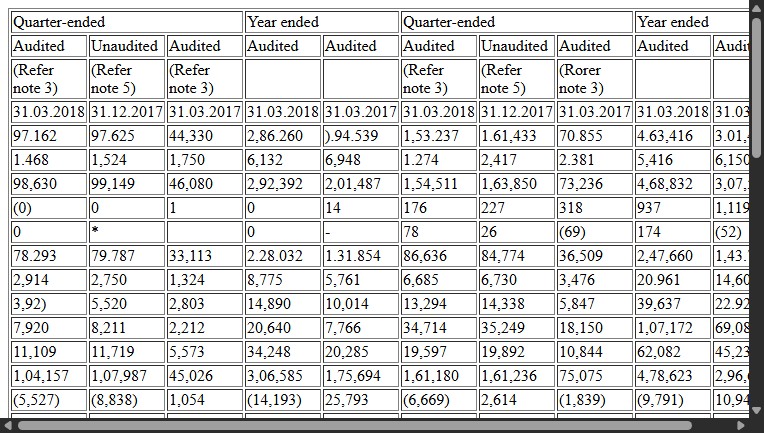 Quarter-ended Year ended Quarter-ended Year ended
Audited Unaudited Audited Audited Audited Audited Unaudited Audited Audited Audit
(Refer note 3) (Refer note 5) (Refer note 3) (Refer note 3) (Refer note 5) (Rorer note 3)
31.03.2018 31.12.2017 31.03.2017 31.03.2018 31.03.2017 31.03.2018 31.12.2017 31.03.2017 31.03.2018 31.03
97.162 97.625 44,330 2,86.260 ).94.539 1,53.237 1.61,433 70.855 4.63,416 3.01,
1.468 1,524 1,750 6,132 6,948 1.274 2,417 2.381 5,416 6,150
98,630 99,149 46,080 2,92,392 2,01,487 1,54,511 1,63,850 73,236 4,68,832 3,07,
(0) 0 1 0 14 176 227 318 937 1,119
0 * 0 - 78 26 (69) 174 (52)
78.293 79.787 33,113 2.28.032 1.31.854 86,636 84,774 36,509 2,47,660 1,43.
2,914 2,750 1,324 8,775 5,761 6,685 6,730 3,476 20.961 14,60
3,92) 5,520 2,803 14,890 10,014 13,294 14,338 5,847 39,637 22.92
7,920 8,211 2,212 20,640 7,766 34,714 35,249 18,150 1,07,172 69,08
11,109 11,719 5,573 34,248 20,285 19,597 19,892 10,844 62,082 45,23
1,04,157 1,07,987 45,026 3,06,585 1,75,694 1,61,180 1,61,236 75,075 4,78,623 2,96,
(5,527) (8,838) 1,054 (14,193) 25,793 (6,669) 2,614 (1,839) (9,791) 10,94